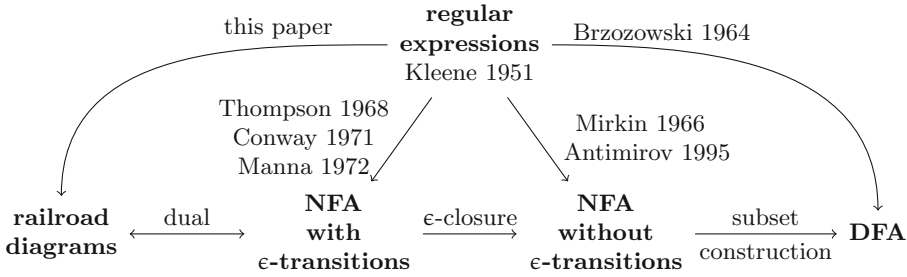 this paper
regular
expressions
Kleene 1951
Brzozowski 1964
Thompson 1968
Conway 1971
Manna 1972
Mirkin 1966
Antimirov 1995
railroad
diagrams
dual
NFA
with
ϵ-transitions
ϵ-closure
NFA
without
ϵ-transitions
subset
construction
DFA